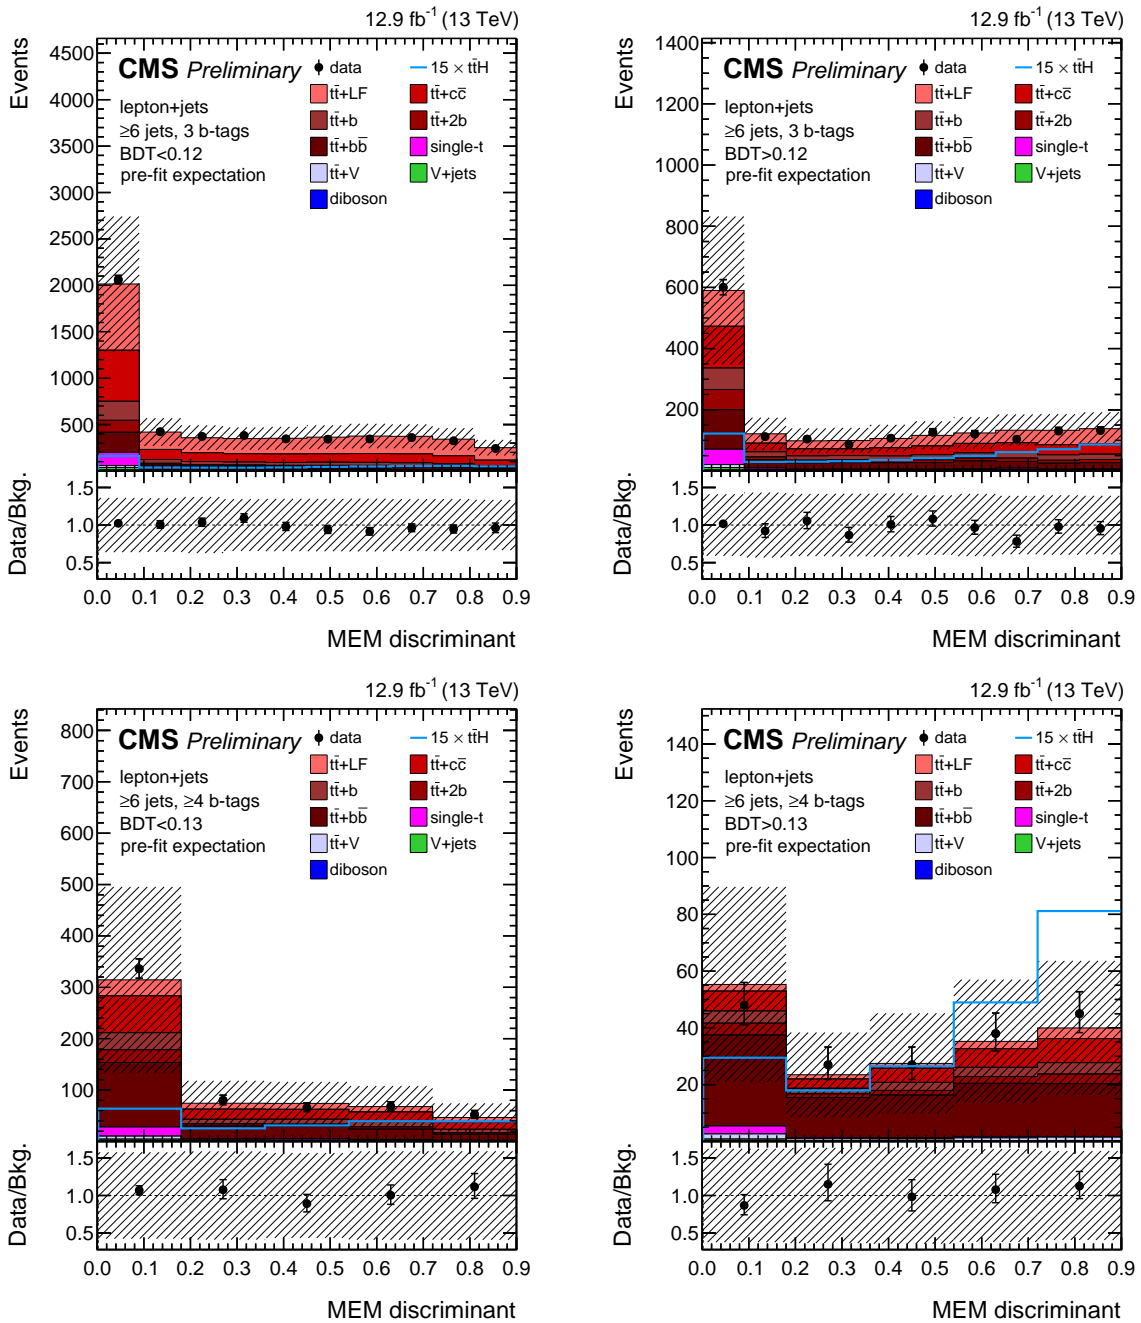 12.9 fb⁻¹ (13 TeV)
Events
4500
4000
3500
3000
2500
2000
1500
1000
500
CMS Preliminary
lepton+jets
≥6 jets, 3 b-tags
BDT<0.12
pre-fit expectation
data
15 × tt̄H
tt̄+LF
tt̄+cc̄
tt̄+b
tt̄+2b
tt̄+bb̄
single-t
tt̄+V
V+jets
diboson
Data/Bkg.
1.5
1.0
0.5
0.0 0.1 0.2 0.3 0.4 0.5 0.6 0.7 0.8 0.9
MEM discriminant
12.9 fb⁻¹ (13 TeV)
Events
1400
1200
1000
800
600
400
200
CMS Preliminary
lepton+jets
≥6 jets, 3 b-tags
BDT>0.12
pre-fit expectation
data
15 × tt̄H
tt̄+LF
tt̄+cc̄
tt̄+b
tt̄+2b
tt̄+bb̄
single-t
tt̄+V
V+jets
diboson
Data/Bkg.
1.5
1.0
0.5
0.0 0.1 0.2 0.3 0.4 0.5 0.6 0.7 0.8 0.9
MEM discriminant
12.9 fb⁻¹ (13 TeV)
Events
800
700
600
500
400
300
200
100
CMS Preliminary
lepton+jets
≥6 jets, ≥4 b-tags
BDT<0.13
pre-fit expectation
data
15 × tt̄H
tt̄+LF
tt̄+cc̄
tt̄+b
tt̄+2b
tt̄+bb̄
single-t
tt̄+V
V+jets
diboson
Data/Bkg.
1.5
1.0
0.5
0.0 0.1 0.2 0.3 0.4 0.5 0.6 0.7 0.8 0.9
MEM discriminant
12.9 fb⁻¹ (13 TeV)
Events
140
120
100
80
60
40
20
CMS Preliminary
lepton+jets
≥6 jets, ≥4 b-tags
BDT>0.13
pre-fit expectation
data
15 × tt̄H
tt̄+LF
tt̄+cc̄
tt̄+b
tt̄+2b
tt̄+bb̄
single-t
tt̄+V
V+jets
diboson
Data/Bkg.
1.5
1.0
0.5
0.0 0.1 0.2 0.3 0.4 0.5 0.6 0.7 0.8 0.9
MEM discriminant